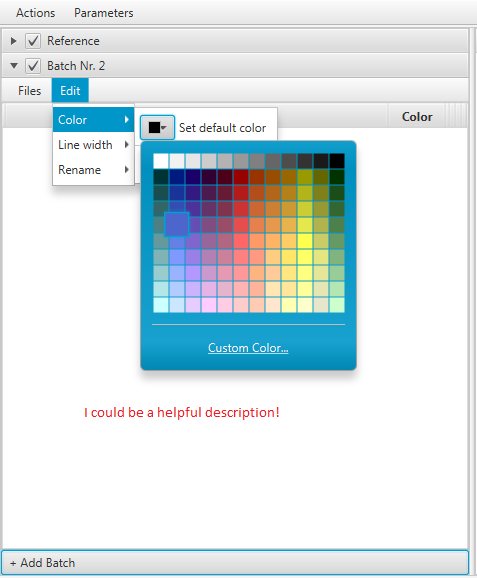 Actions Parameters
Reference
Batch Nr. 2
Files Edit
Color
Color
Set default color
Line width
Rename
Custom Color...
I could be a helpful description!
+ Add Batch